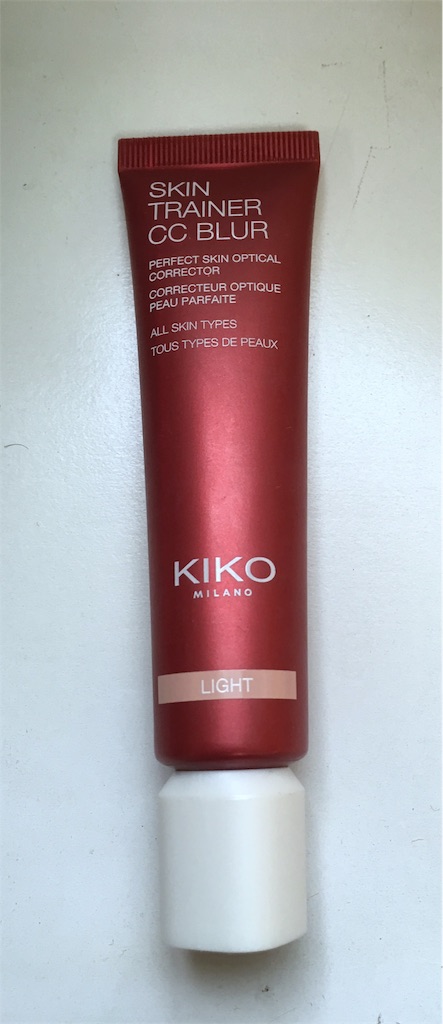 SKIN
TRAINER
CC BLUR
PERFECT SKIN OPTICAL
CORRECTOR
CORRECTEUR OPTIQUE
PEAU PARFAITE
ALL SKIN TYPES
TOUS TYPES DE PEAUX
KIKO
MILANO
LIGHT